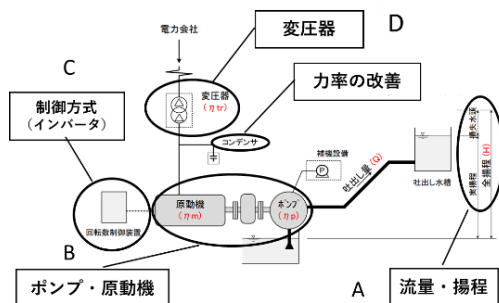 電力会社
変圧器
D
C
力率の改善
制御方式
(インバータ)
変圧器
(ηtr)
コンデンサ
補機設備
P
吐出し量(Q)
吐出し水槽
損失水頭
実揚程
全揚程(H)
原動機
(ηm)
ポンプ
(ηp)
回転数制御装置
B
ポンプ・原動機
A
流量・揚程